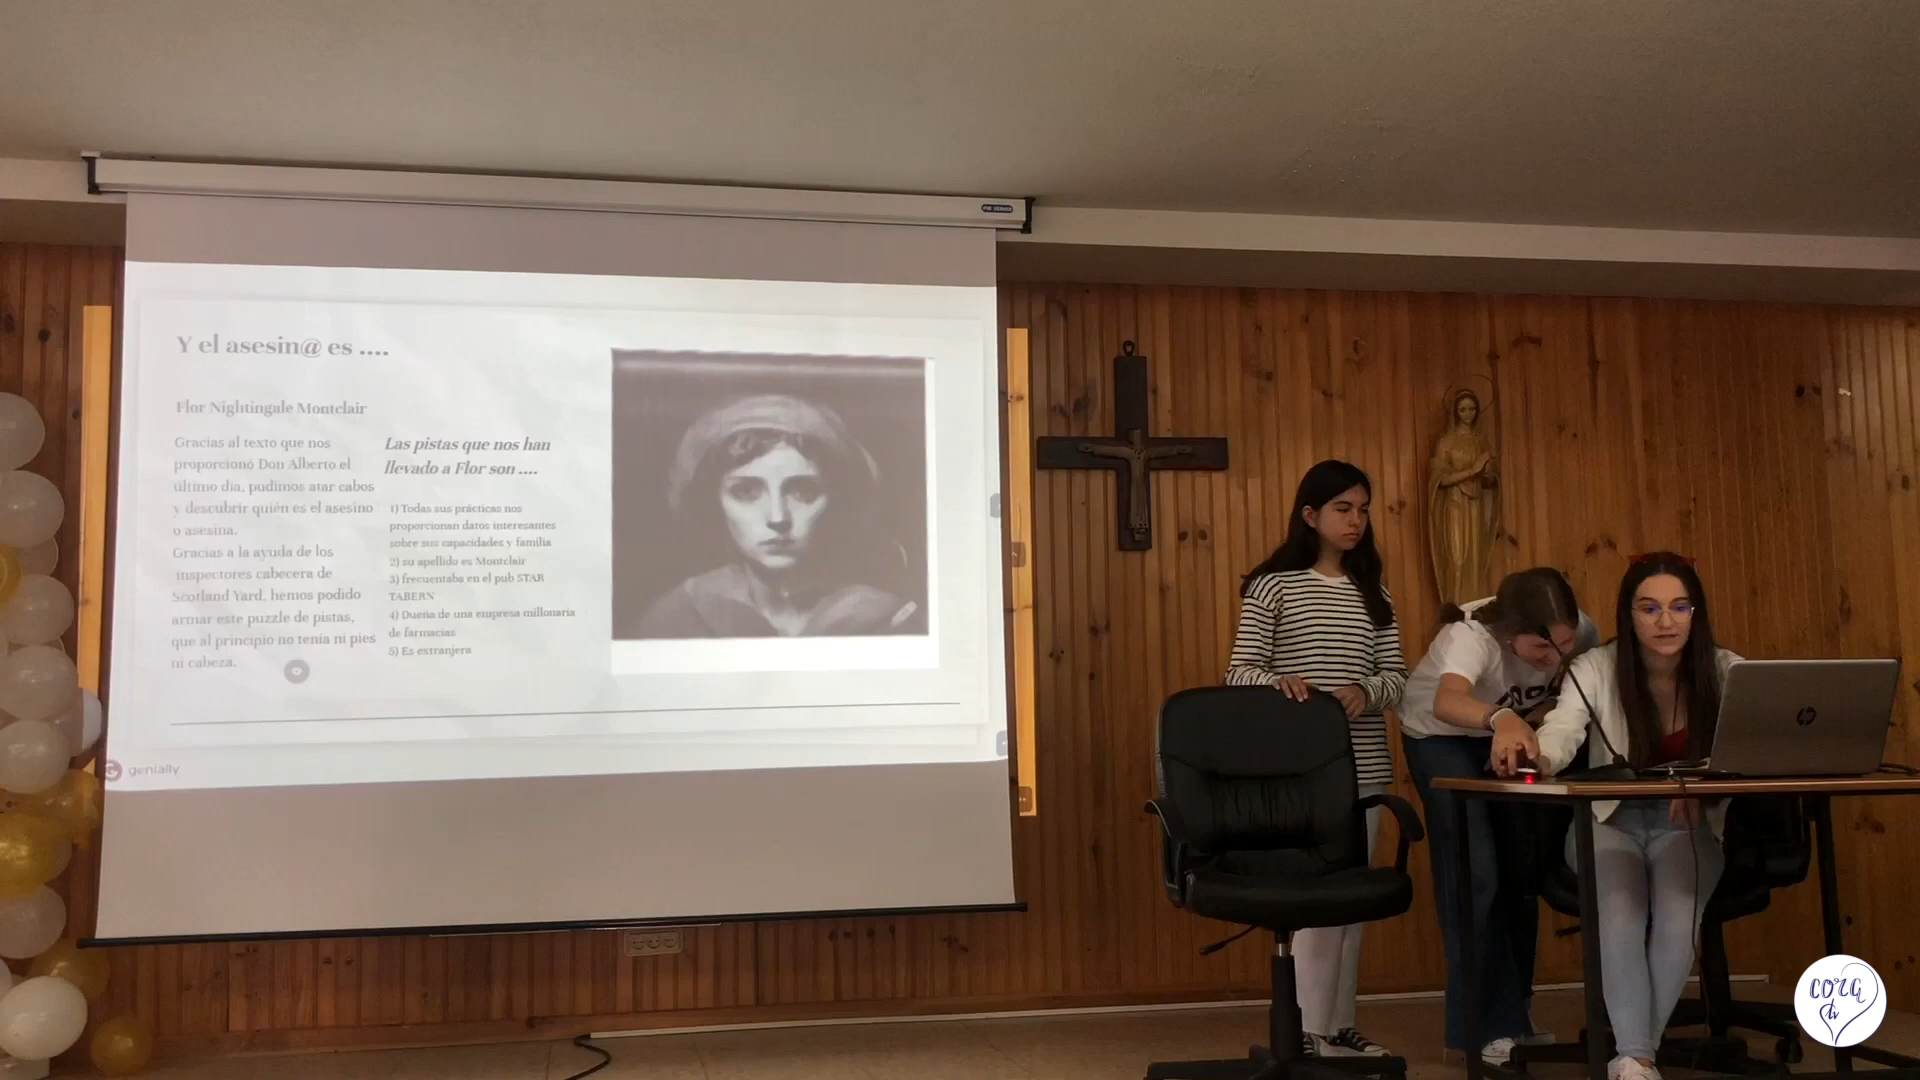 Y el asesin@ es ....
Flor Nightingale Montclair
Gracias al texto que nos
proporcionó Don Alberto el
último día, pudimos atar cabos
y descubrir quién es el asesino
o asesina.
Gracias a la ayuda de los
inspectores cabecera de
Scotland Yard, hemos podido
armar este puzzle de pistas,
que al principio no tenía ni pies
ni cabeza.
Las pistas que nos han
llevado a Flor son ....
1) Todas sus prácticas nos
proporcionan datos interesantes
sobre sus capacidades y familia
2) su apellido es Montclair
3) frecuentaba en el pub STAR
TABERN
4) Dueña de una empresa millonaria
de farmacias
5) Es extranjera
genially
hp
cora
tv